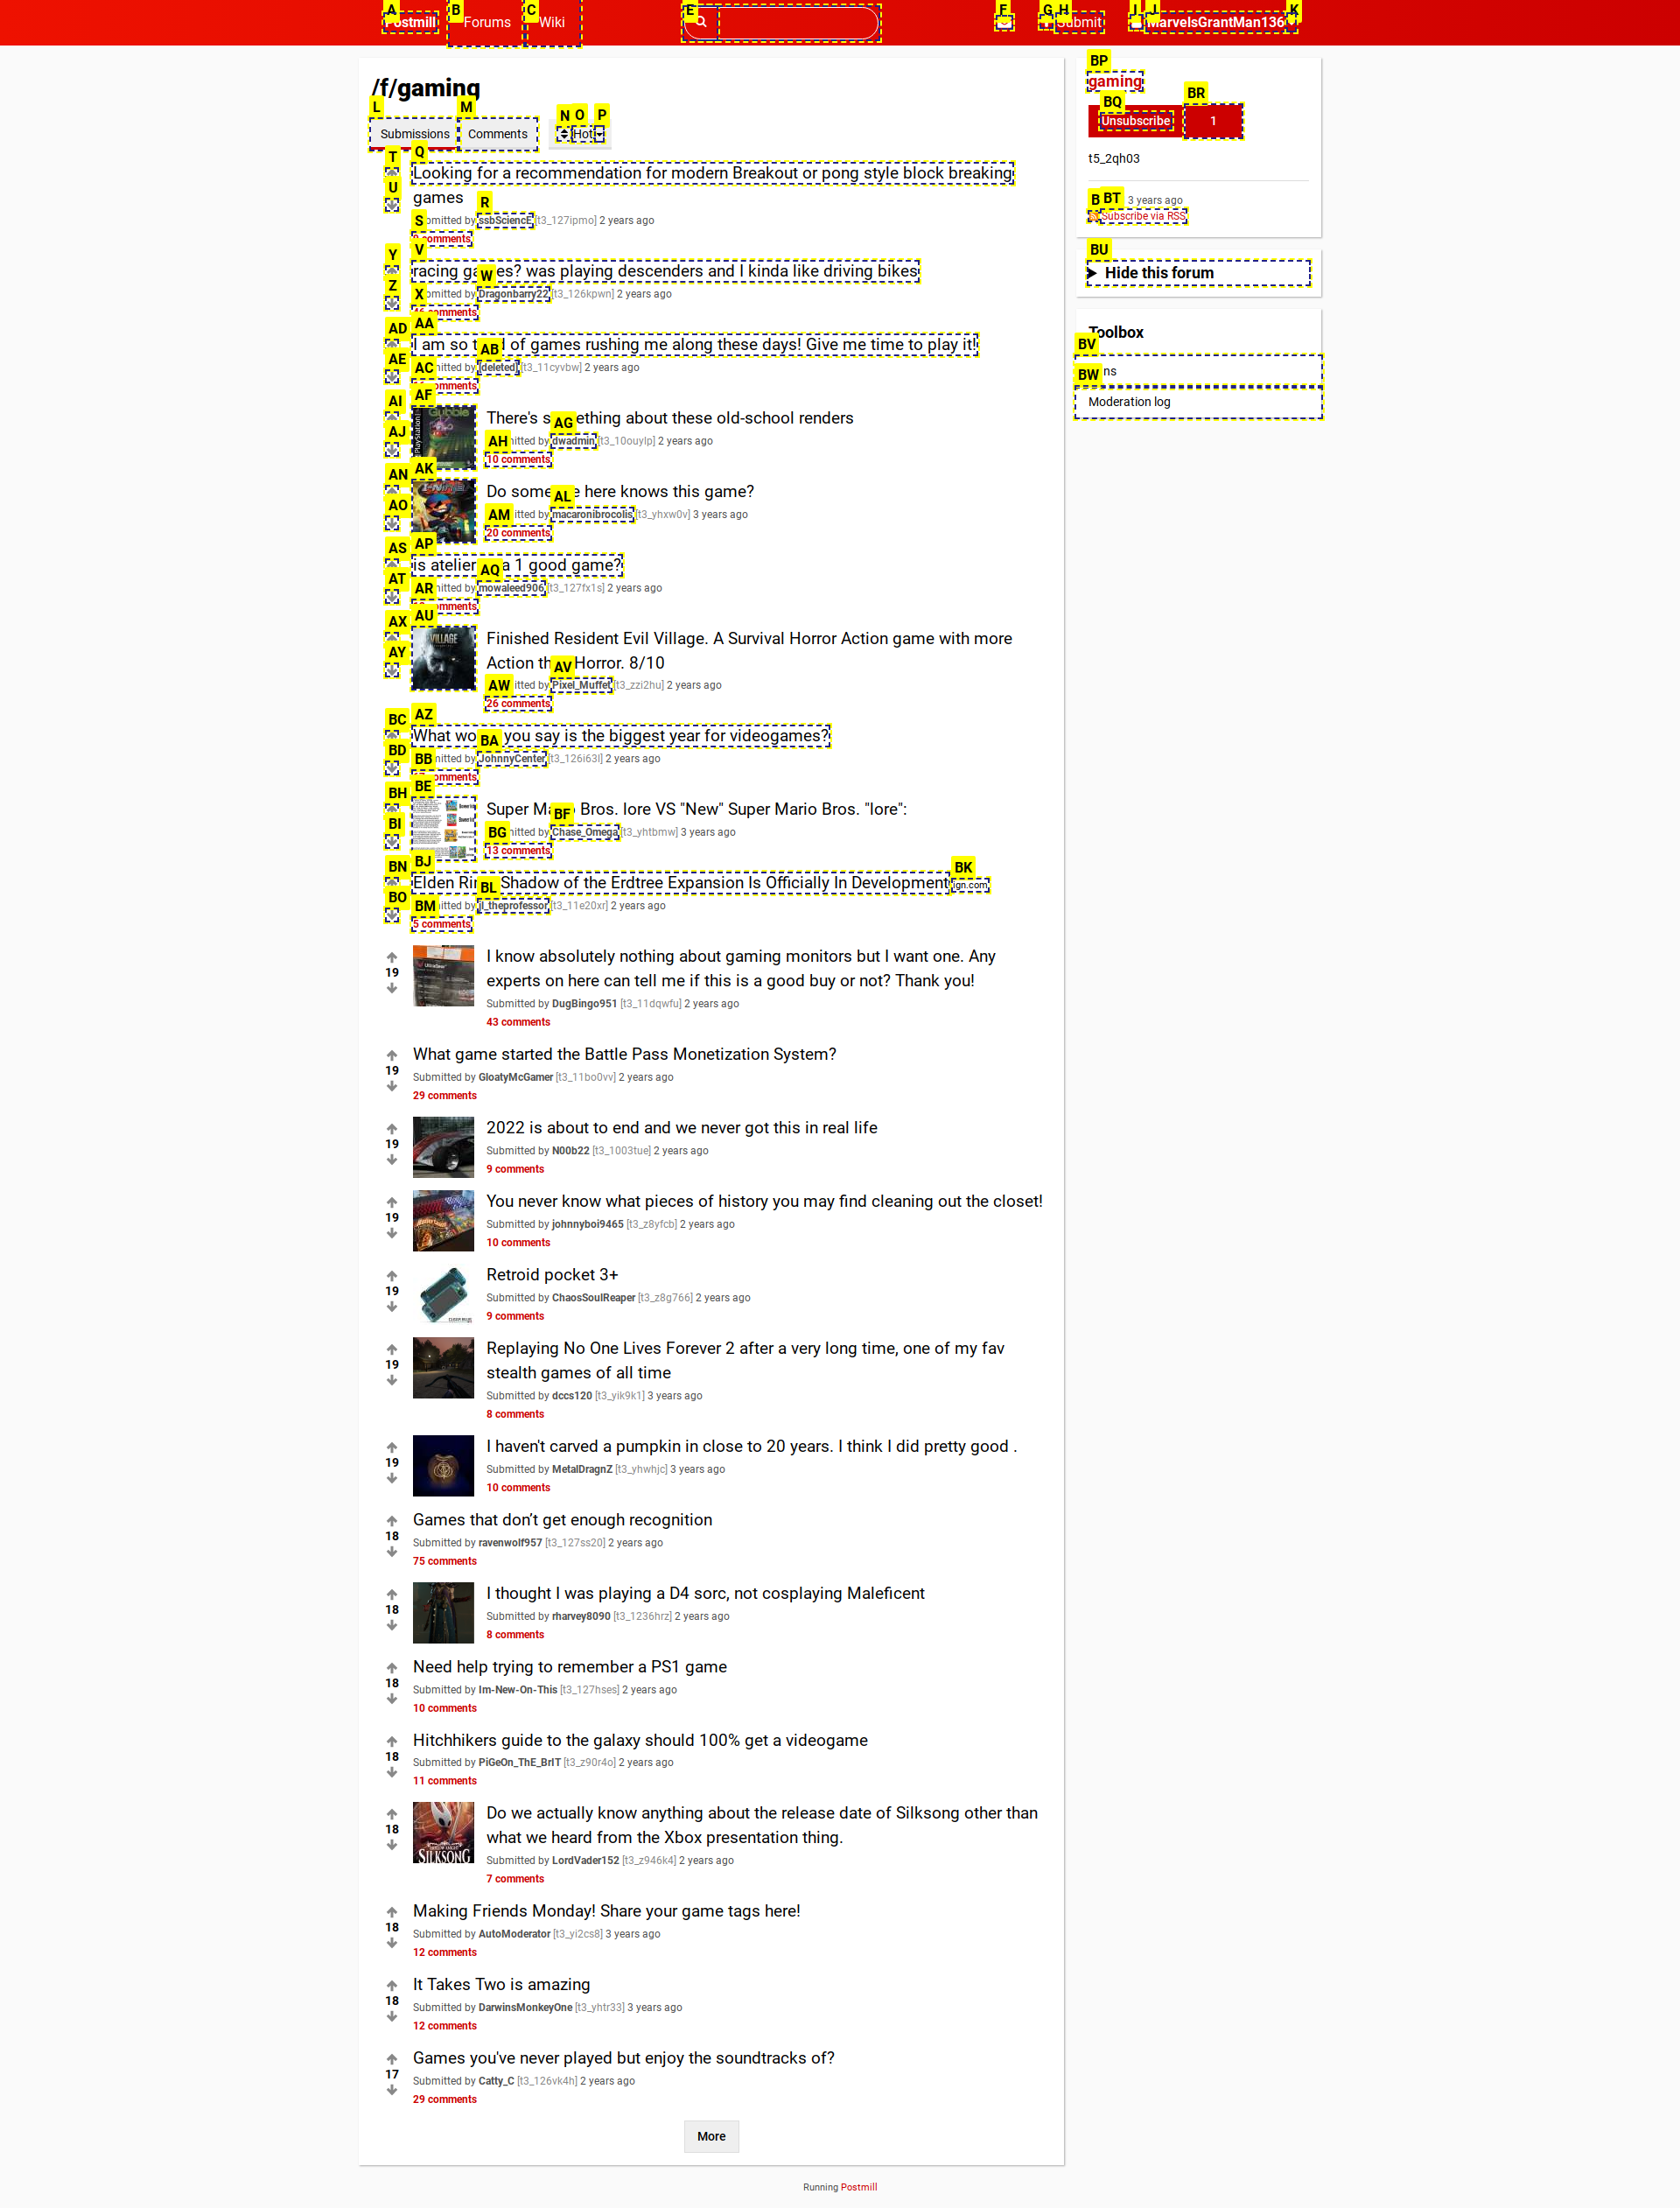 A
B
C
E
F
G
H
I
J
K
Postmill
Forums
Wiki
Submit
MarvelsGrantMan136
/f/gaming
L
M
N
O
P
Submissions
Comments
Hot
T
Q
Looking for a recommendation for modern Breakout or pong style block breaking
games
U
R
S
ssbSciencE [t3_127ipmo] 2 years ago
comments
Y
V
racing games? was playing descenders and I kinda like driving bikes
Z
W
X
Dragonbarry22 [t3_126kpwn] 2 years ago
comments
AD
AA
I am so tired of games rushing me along these days! Give me time to play it!
AE
AB
AC
[deleted] [t3_11cyvbw] 2 years ago
comments
AI
AF
There's something about these old-school renders
AJ
AG
AH
by dwadmin [t3_10ouylp] 2 years ago
10 comments
AN
AK
Do someone here knows this game?
AO
AL
AM
by macaronibrocolis [t3_yhxw0v] 3 years ago
20 comments
AS
AP
is atelier a 1 good game?
AT
AQ
AR
by mowaleed906 [t3_127fx1s] 2 years ago
comments
AX
AU
VILLAGE
Finished Resident Evil Village. A Survival Horror Action game with more
Action than Horror. 8/10
AY
AV
AW
by Pixel_Muffet [t3_zzi2hu] 2 years ago
26 comments
BC
AZ
What would you say is the biggest year for videogames?
BD
BA
BB
by JohnnyCenter [t3_126i63l] 2 years ago
comments
BH
BE
Super Mario Bros. lore VS "New" Super Mario Bros. "lore":
BI
BF
BG
by Chase_Omega [t3_yhtbmw] 3 years ago
13 comments
BN
BJ
BK
Elden Ring Shadow of the Erdtree Expansion Is Officially In Development ign.com
BO
BL
BM
by il_theprofessor [t3_11e20xr] 2 years ago
5 comments
19
I know absolutely nothing about gaming monitors but I want one. Any
experts on here can tell me if this is a good buy or not? Thank you!
Submitted by DugBingo951 [t3_11dqwfu] 2 years ago
43 comments
19
What game started the Battle Pass Monetization System?
Submitted by GloatyMcGamer [t3_11bo0vv] 2 years ago
29 comments
19
2022 is about to end and we never got this in real life
Submitted by N00b22 [t3_1003tue] 2 years ago
9 comments
19
You never know what pieces of history you may find cleaning out the closet!
Submitted by johnnyboi9465 [t3_z8yfcb] 2 years ago
10 comments
19
Retroid pocket 3+
Submitted by ChaosSoulReaper [t3_z8g766] 2 years ago
9 comments
19
Replaying No One Lives Forever 2 after a very long time, one of my fav
stealth games of all time
Submitted by dccs120 [t3_yik9k1] 3 years ago
8 comments
19
I haven't carved a pumpkin in close to 20 years. I think I did pretty good .
Submitted by MetalDragnZ [t3_yhwhjc] 3 years ago
10 comments
18
Games that don’t get enough recognition
Submitted by ravenwolf957 [t3_127ss20] 2 years ago
75 comments
18
I thought I was playing a D4 sorc, not cosplaying Maleficent
Submitted by rharvey8090 [t3_1236hrz] 2 years ago
8 comments
18
Need help trying to remember a PS1 game
Submitted by Im-New-On-This [t3_127hses] 2 years ago
10 comments
18
Hitchhikers guide to the galaxy should 100% get a videogame
Submitted by PiGeOn_ThE_BrIT [t3_z90r4o] 2 years ago
11 comments
18
Do we actually know anything about the release date of Silksong other than
what we heard from the Xbox presentation thing.
SILKSONG
Submitted by LordVader152 [t3_z946k4] 2 years ago
7 comments
18
Making Friends Monday! Share your game tags here!
Submitted by AutoModerator [t3_yi2cs8] 3 years ago
12 comments
18
It Takes Two is amazing
Submitted by DarwinsMonkeyOne [t3_yhtr33] 3 years ago
12 comments
17
Games you've never played but enjoy the soundtracks of?
Submitted by Catty_C [t3_126vk4h] 2 years ago
29 comments
More
BP
gaming
BQ
BR
Unsubscribe
1
t5_2qh03
B
BT
3 years ago
Subscribe via RSS
BU
Hide this forum
Toolbox
BV
BW
Moderation log
Running Postmill